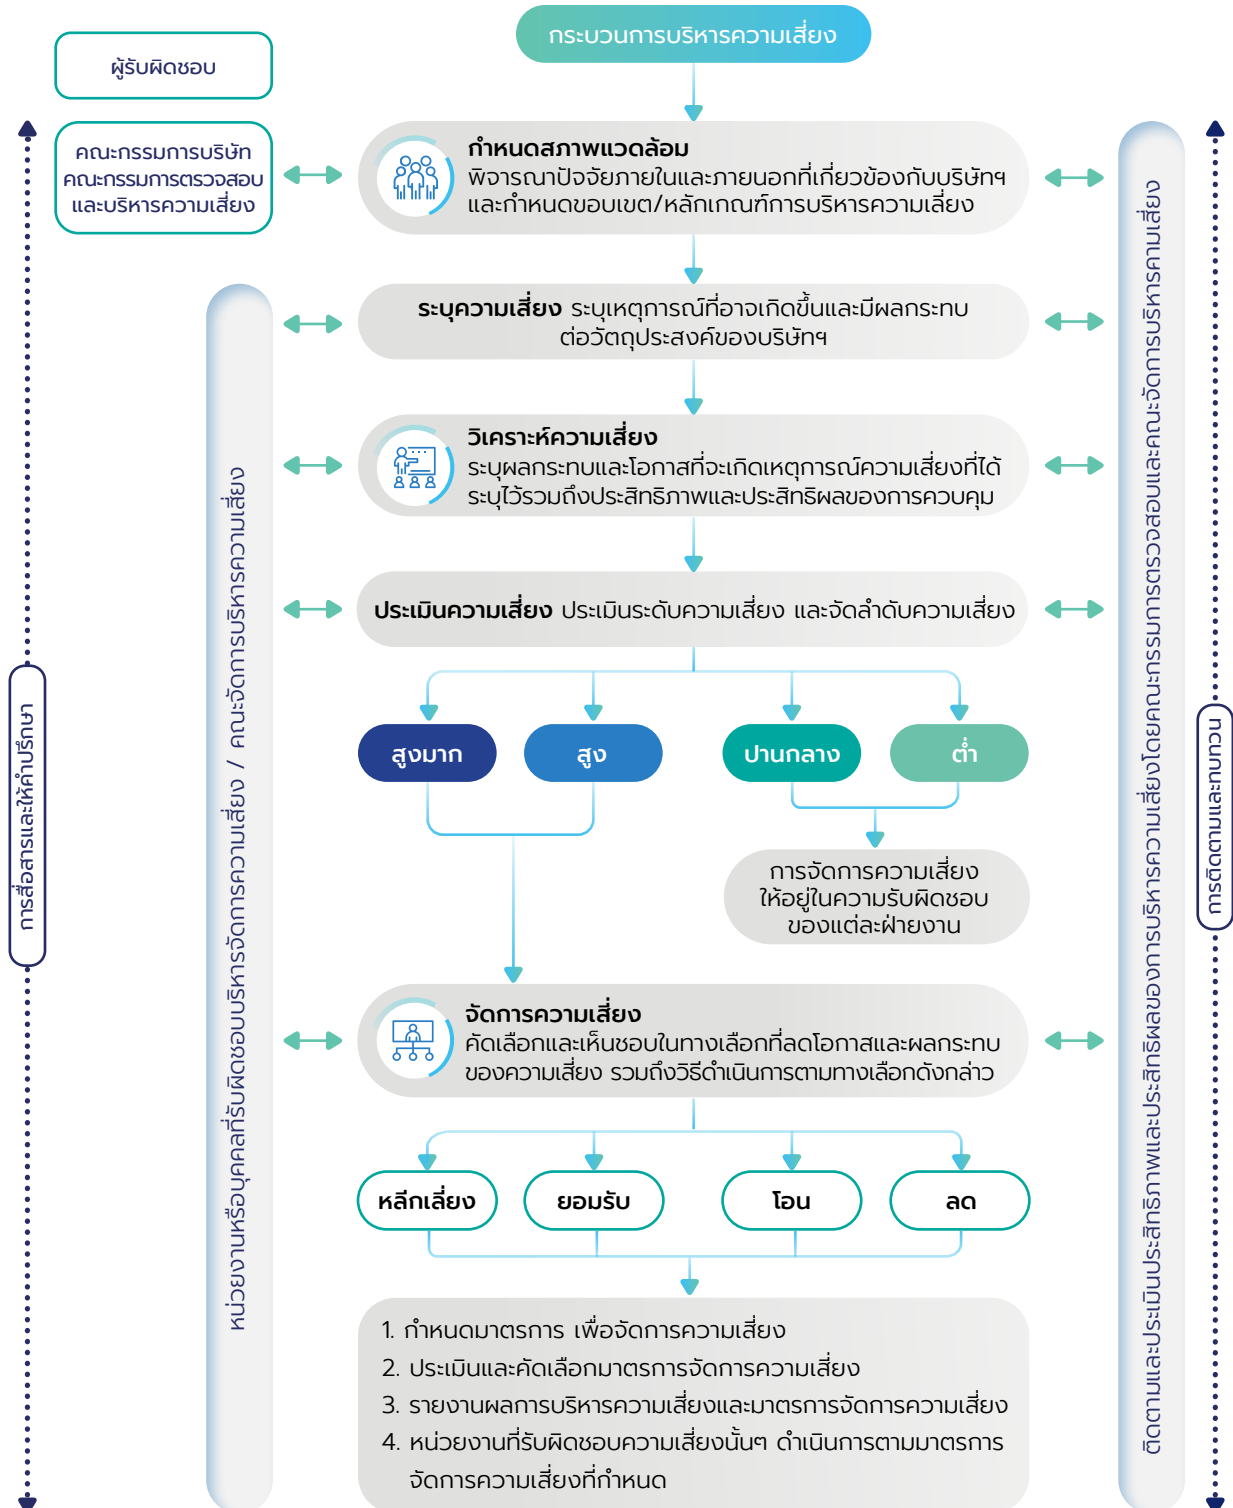 กระบวนการบริหารความเสี่ยง
ผู้รับผิดชอบ
คณะกรรมการบริษัท
คณะกรรมการตรวจสอบ
และบริหารความเสี่ยง
กำหนดสภาพแวดล้อม
พิจารณาปัจจัยภายในและภายนอกที่เกี่ยวข้องกับบริษัทฯ
และกำหนดขอบเขต/หลักเกณฑ์การบริหารความเสี่ยง
ระบุความเสี่ยง ระบุเหตุการณ์ที่อาจเกิดขึ้นและมีผลกระทบ
ต่อวัตถุประสงค์ของบริษัทฯ
วิเคราะห์ความเสี่ยง
ระบุผลกระทบและโอกาสที่จะเกิดเหตุการณ์ความเสี่ยงที่ได้
ระบุไว้รวมถึงประสิทธิภาพและประสิทธิผลของการควบคุม
ประเมินความเสี่ยง ประเมินระดับความเสี่ยง และจัดลำดับความเสี่ยง
สูงมาก
สูง
ปานกลาง
ต่ำ
การจัดการความเสี่ยง
ให้อยู่ในความรับผิดชอบ
ของแต่ละฝ่ายงาน
จัดการความเสี่ยง
คัดเลือกและเห็นชอบในทางเลือกที่ลดโอกาสและผลกระทบ
ของความเสี่ยง รวมถึงวิธีดำเนินการตามทางเลือกดังกล่าว
หลีกเลี่ยง
ยอมรับ
โอน
ลด
1. กำหนดมาตรการ เพื่อจัดการความเสี่ยง
2. ประเมินและคัดเลือกมาตรการจัดการความเสี่ยง
3. รายงานผลการบริหารความเสี่ยงและมาตรการจัดการความเสี่ยง
4. หน่วยงานที่รับผิดชอบความเสี่ยงนั้นๆ ดำเนินการตามมาตรการ
จัดการความเสี่ยงที่กำหนด
การสื่อสารและให้คำปรึกษา
หน่วยงานหรือบุคคลที่รับผิดชอบบริหารจัดการความเสี่ยง / คณะจัดการบริหารความเสี่ยง
ติดตามและประเมินประสิทธิภาพและประสิทธิผลของการบริหารความเสี่ยงโดยคณะกรรมการตรวจสอบและคณะจัดการบริหารคามเสี่ยง
การติดตามและทบทวน